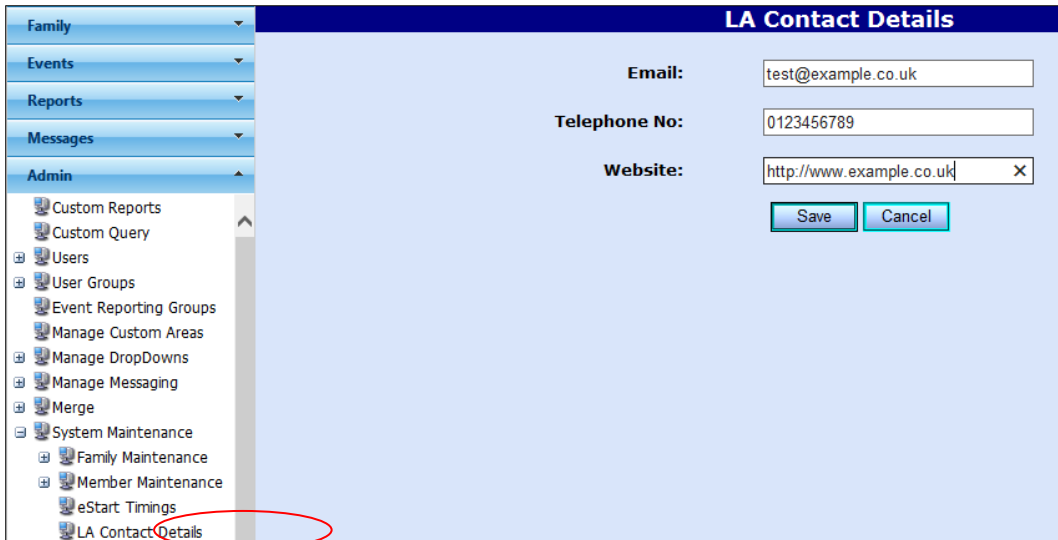 Family
Events
Reports
Messages
Admin
Custom Reports
Custom Query
Users
User Groups
Event Reporting Groups
Manage Custom Areas
Manage DropDowns
Manage Messaging
Merge
System Maintenance
Family Maintenance
Member Maintenance
eStart Timings
LA Contact Details
LA Contact Details
Email: test@example.co.uk
Telephone No: 0123456789
Website: http://www.example.co.uk
Save Cancel